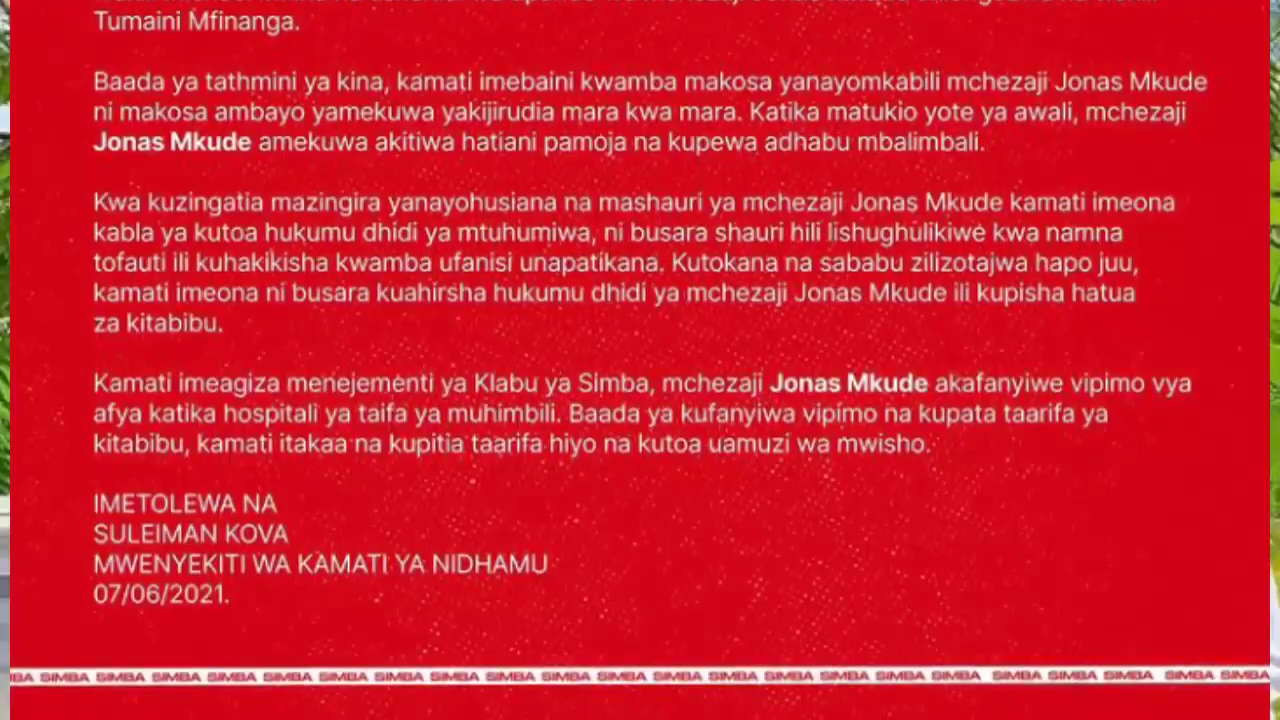 Tumaini Mfinanga.
Baada ya tathmini ya kina, kamati imebaini kwamba makosa yanayomkabili mchezaji Jonas Mkude
ni makosa ambayo yamekuwa yakijirudia mara kwa mara. Katika matukio yote ya awali, mchezaji
Jonas Mkude amekuwa akitiwa hatiani pamoja na kupewa adhabu mbalimbali.
Kwa kuzingatia mazingira yanayohusiana na mashauri ya mchezaji Jonas Mkude kamati imeona
kabla ya kutoa hukumu dhidi ya mtuhumiwa, ni busara shauri hili lishughulikiwe kwa namna
tofauti ili kuhakikisha kwamba ufanisi unapatikana. Kutokana na sababu zilizotajwa hapo juu,
kamati imeona ni busara kuahirsha hukumu dhidi ya mchezaji Jonas Mkude ili kupisha hatua
za kitabibu.
Kamati imeagiza menejementi ya Klabu ya Simba, mchezaji Jonas Mkude akafanyiwe vipimo vya
afya katika hospitali ya taifa ya muhimbili. Baada ya kufanyiwa vipimo na kupata taarifa ya
kitabibu, kamati itakaa na kupitia taarifa hiyo na kutoa uamuzi wa mwisho.
IMETOLEWA NA
SULEIMAN KOVA
MWENYEKITI WA KAMATI YA NIDHAMU
07/06/2021.
SIMBA SIMBA SIMBA SIMBA SIMBA SIMBA SIMBA SIMBA SIMBA SIMBA SIMBA SIMBA SIMBA SIMBA SIMBA SIMBA SIMBA SIMBA SIMBA SIMBA SIMBA SIMBA